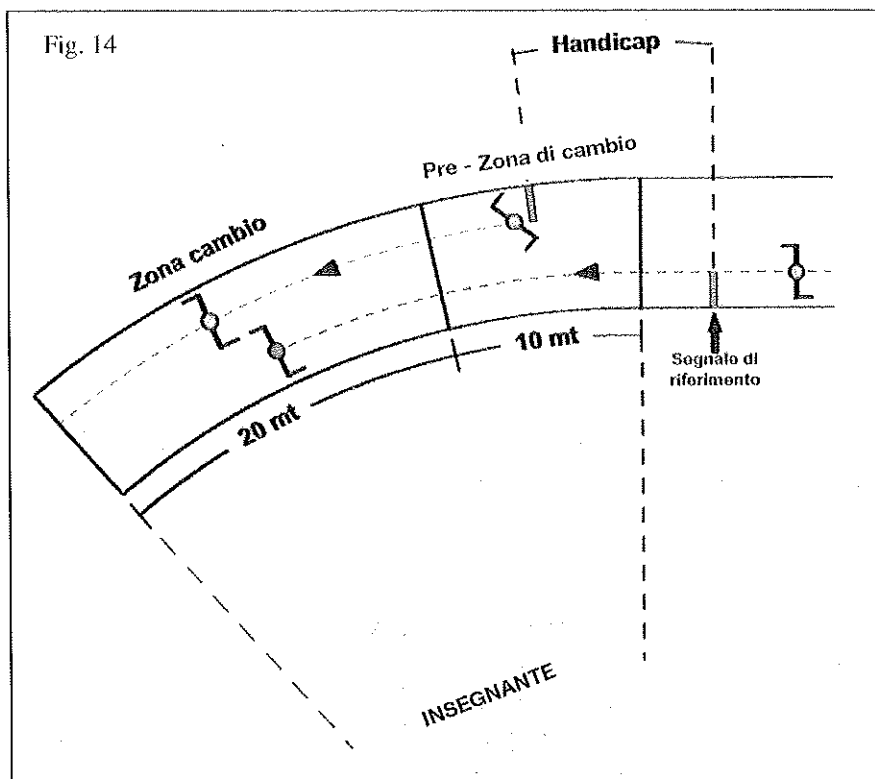 Fig. 14
Handicap
Pre - Zona di cambio
Zona cambio
10 mt
Segnale di
riferimento
20 mt
INSEGNANTE